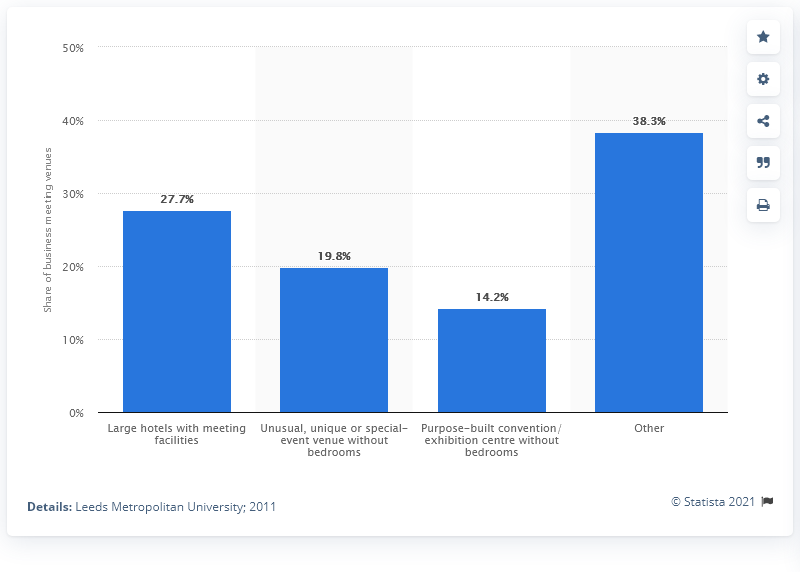 50%
40%
30%
20%
10%
0%
Share of business meeting venues
27.7%
19.8%
14.2%
38.3%
Large hotels with meeting
facilities
Unusual, unique or special-
event venue without
bedrooms
Purpose-built convention/
exhibition centre without
bedrooms
Other
Details: Leeds Metropolitan University; 2011
© Statista 2021